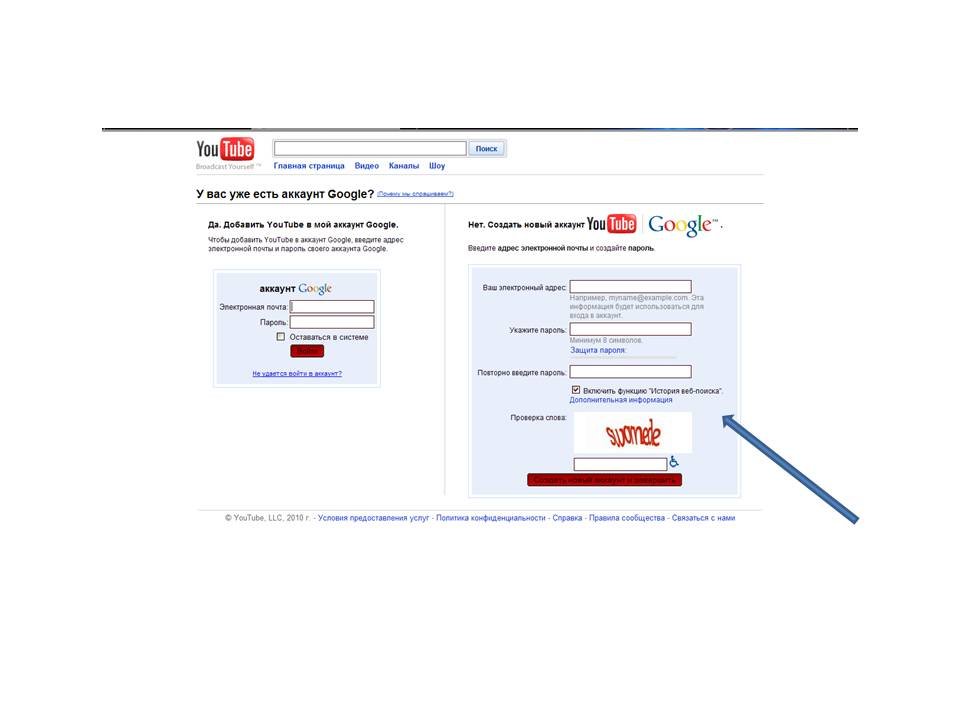 YouTube
Broadcast Yourself™
Поиск
Главная страница Видео Каналы Шоу
У вас уже есть аккаунт Google? (Почему мы спрашиваем?)
Да. Добавить YouTube в мой аккаунт Google.
Чтобы добавить YouTube в аккаунт Google, введите адрес
электронной почты и пароль своего аккаунта Google.
аккаунт Google
Электронная почта:
Пароль:
Оставаться в системе
Войти
Не удается войти в аккаунт?
Нет. Создать новый аккаунт YouTube | Google™.
Введите адрес электронной почты и создайте пароль.
Ваш электронный адрес:
Например, myname@example.com. Эта
информация будет использоваться для
входа в аккаунт.
Укажите пароль:
Минимум 8 символов.
Защита пароля:
Повторно введите пароль:
Включить функцию "История веб-поиска".
Дополнительная информация
Проверка слова:
swomede
Создать новый аккаунт и завершить
© YouTube, LLC, 2010 г. - Условия предоставления услуг - Политика конфиденциальности - Справка - Правила сообщества - Связаться с нами